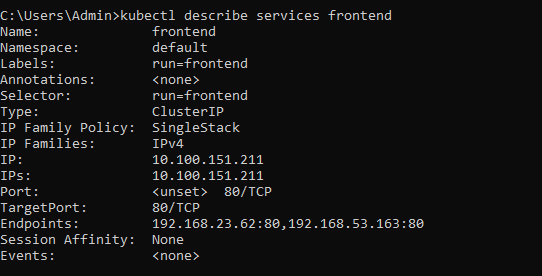 C:\Users\Admin>kubectl describe services frontend
Name:              frontend
Namespace:         default
Labels:            run=frontend
Annotations:       <none>
Selector:          run=frontend
Type:              ClusterIP
IP Family Policy:  SingleStack
IP Families:       IPv4
IP:                10.100.151.211
IPs:               10.100.151.211
Port:              <unset>  80/TCP
TargetPort:        80/TCP
Endpoints:         192.168.23.62:80,192.168.53.163:80
Session Affinity:  None
Events:            <none>